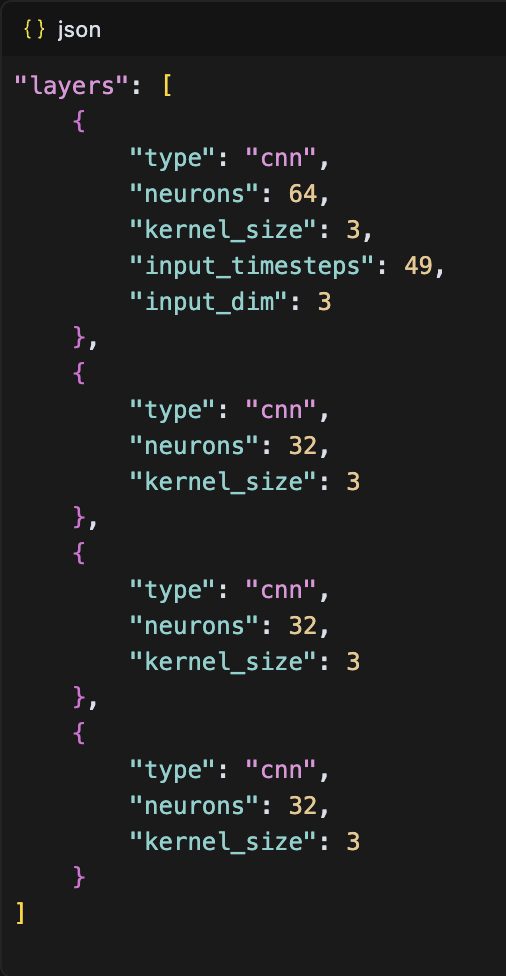 {} json
"layers": [
    {
        "type": "cnn",
        "neurons": 64,
        "kernel_size": 3,
        "input_timesteps": 49,
        "input_dim": 3
    },
    {
        "type": "cnn",
        "neurons": 32,
        "kernel_size": 3
    },
    {
        "type": "cnn",
        "neurons": 32,
        "kernel_size": 3
    },
    {
        "type": "cnn",
        "neurons": 32,
        "kernel_size": 3
    }
]